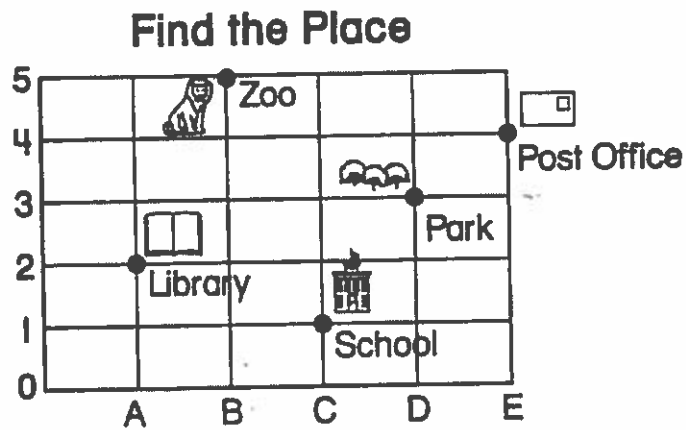 Find the Place
5
Zoo
4
Post Office
3
Park
2
Library
1
School
0
A B C D E